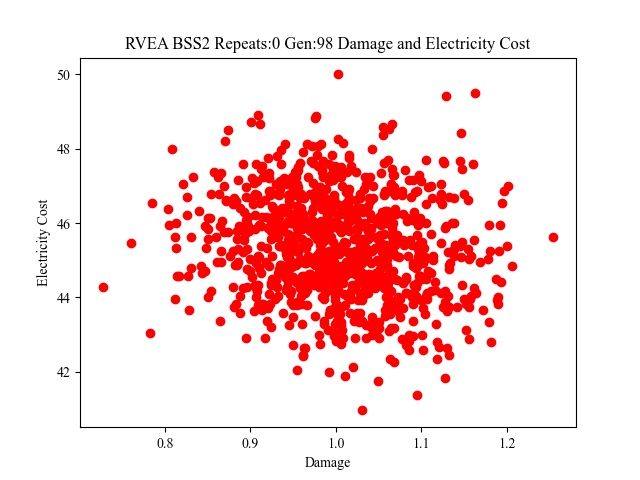 RVEA BSS2 Repeats:0 Gen:98 Damage and Electricity Cost
50
48
46
44
42
Electricity Cost
0.8 0.9 1.0 1.1 1.2
Damage